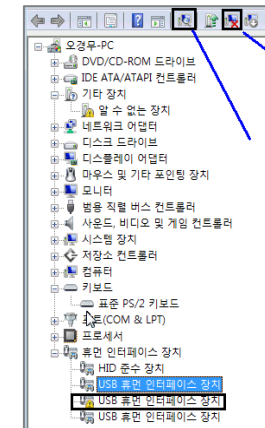 오경무-PC
DVD/CD-ROM 드라이브
IDE ATA/ATAPI 컨트롤러
기타 장치
알 수 없는 장치
네트워크 어댑터
디스크 드라이브
디스플레이 어댑터
마우스 및 기타 포인팅 장치
모니터
범용 직렬 버스 컨트롤러
사운드, 비디오 및 게임 컨트롤러
시스템 장치
저장소 컨트롤러
컴퓨터
키보드
표준 PS/2 키보드
(COM & LPT)
프로세서
휴먼 인터페이스 장치
HID 준수 장치
USB 휴먼 인터페이스 장치
USB 휴먼 인터페이스 장치
USB 휴먼 인터페이스 장치